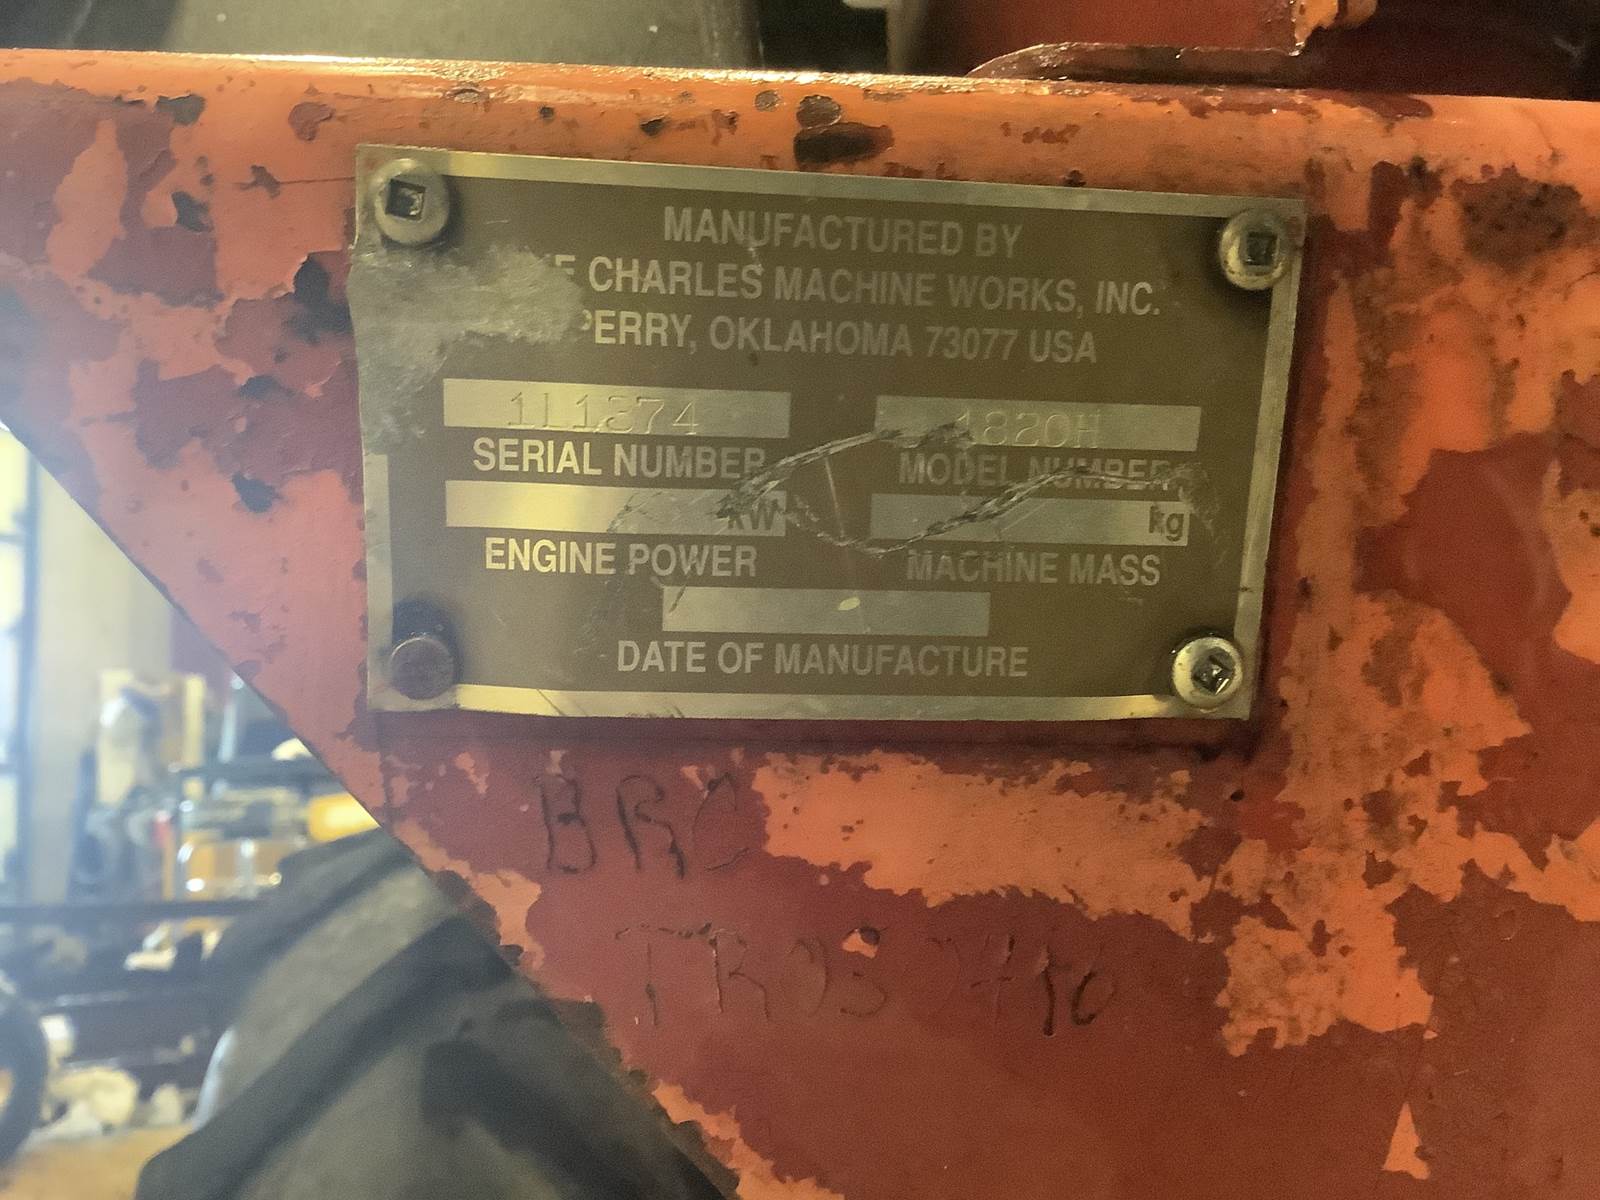 MANUFACTURED BY
CHARLES MACHINE WORKS, INC.
PERRY, OKLAHOMA 73077 USA
1L1374 1820H
SERIAL NUMBER MODEL NUMBER
kW kg
ENGINE POWER MACHINE MASS
DATE OF MANUFACTURE
BRC